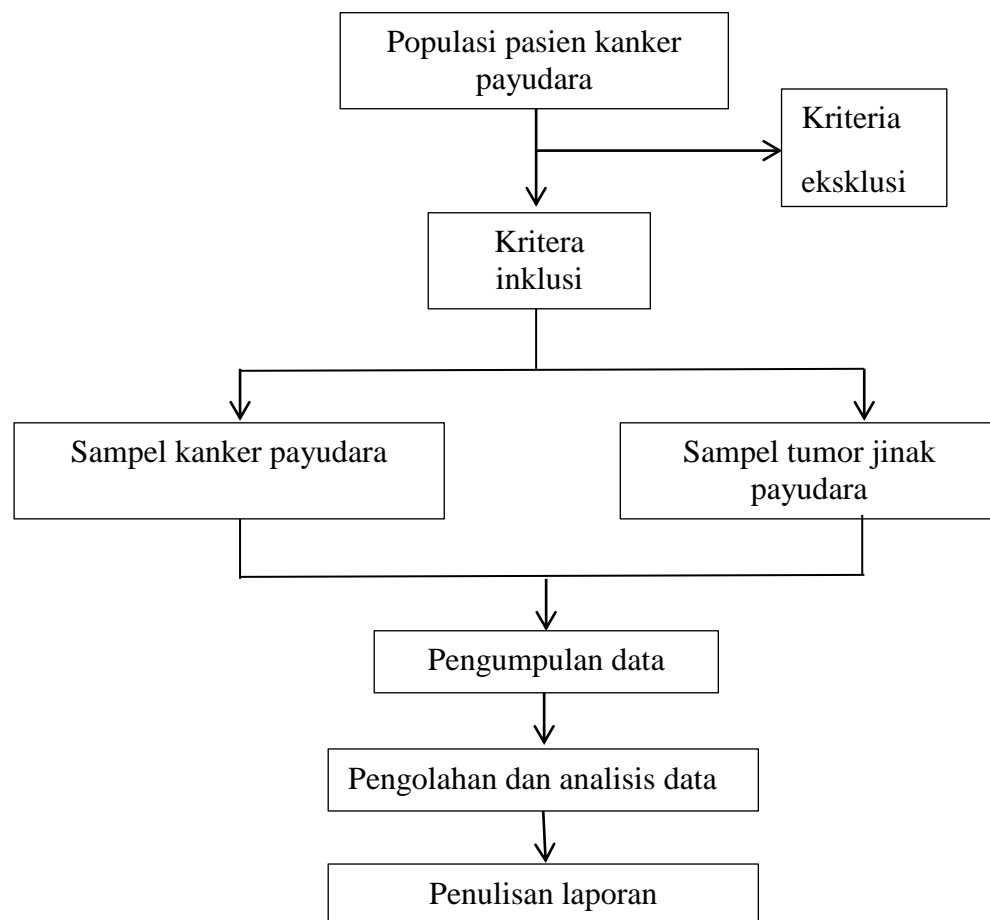 Populasi pasien kanker
payudara
Kriteria
eksklusi
Kritera
inklusi
Sampel kanker payudara
Sampel tumor jinak
payudara
Pengumpulan data
Pengolahan dan analisis data
Penulisan laporan